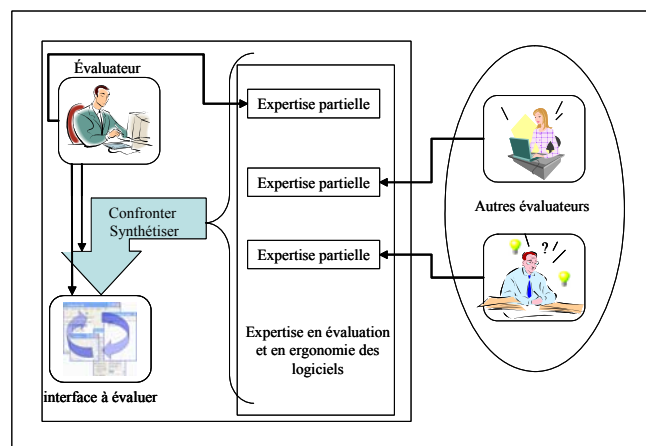 Évaluateur
Expertise partielle
Expertise partielle
Confronter
Synthétiser
Autres évaluateurs
Expertise partielle
?
Expertise en évaluation
et en ergonomie des
logiciels
interface à évaluer